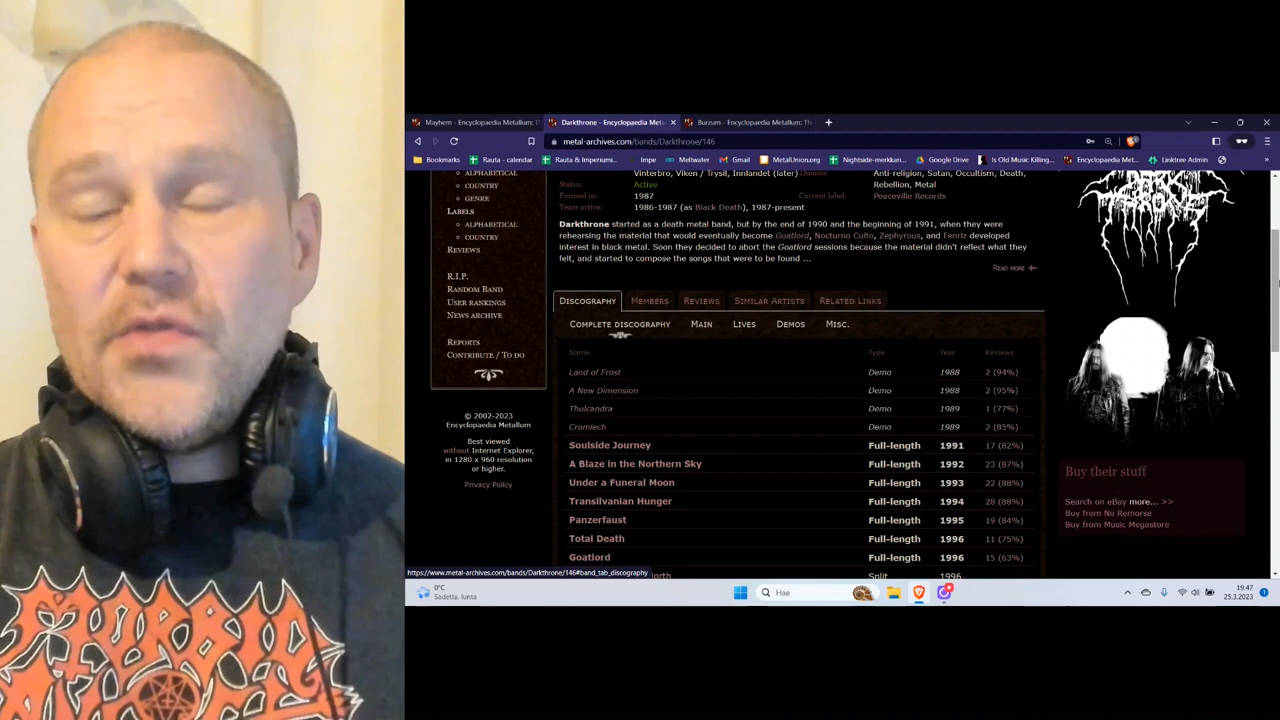 Mayhem - Encyclopaedia Metallum: T
Darkthrone - Encyclopaedia Meta
Burzum - Encyclopaedia Metallum: Th
metal-archives.com/bands/Darkthrone/146
Bookmarks
Rauta - calendar
Rauta & Imperiumi...
Impe
Meltwater
Gmail
MetalUnion.org
Nightside-merkkari...
Google Drive
Is Old Music Killing...
Encyclopaedia Met...
Linktree Admin
»
ALPHABETICAL
COUNTRY
GENRE
LABELS
ALPHABETICAL
COUNTRY
REVIEWS
R.I.P.
RANDOM BAND
USER RANKINGS
NEWS ARCHIVE
REPORTS
CONTRIBUTE / TO DO
© 2002-2023
Encyclopaedia Metallum
Best viewed
without Internet Explorer,
in 1280 x 960 resolution
or higher.
Privacy Policy
Vinterbro, Viken / Trysil, Innlandet (later)
Themes:
Anti-religion, Satan, Occultism, Death,
Rebellion, Metal
Status:
Active
Formed in:
1987
Current label:
Peaceville Records
Years active:
1986-1987 (as Black Death), 1987-present
Darkthrone started as a death metal band, but by the end of 1990 and the beginning of 1991, when they were
rehearsing the material that would eventually become Goatlord, Nocturno Culto, Zephyrous, and Fenriz developed
interest in black metal. Soon they decided to abort the Goatlord sessions because the material didn't reflect what they
felt, and started to compose the songs that were to be found ...
READ MORE
DISCOGRAPHY MEMBERS REVIEWS SIMILAR ARTISTS RELATED LINKS
COMPLETE DISCOGRAPHY MAIN LIVES DEMOS MISC.
Name Type Year Reviews
Land of Frost Demo 1988 2 (94%)
A New Dimension Demo 1988 2 (95%)
Thulcandra Demo 1989 1 (77%)
Cromlech Demo 1989 2 (85%)
Soulside Journey Full-length 1991 17 (82%)
A Blaze in the Northern Sky Full-length 1992 23 (87%)
Under a Funeral Moon Full-length 1993 22 (88%)
Transilvanian Hunger Full-length 1994 28 (88%)
Panzerfaust Full-length 1995 19 (84%)
Total Death Full-length 1996 11 (75%)
Goatlord Full-length 1996 15 (63%)
Split 1996
https://www.metal-archives.com/bands/Darkthrone/146#band_tab_discography
DARK THRONE
Buy their stuff
Search on eBay more... >>
Buy from No Remorse
Buy from Music Megastore
0°C
Sadetta, lunta
Hae
19.47
25.3.2023
MORBID
ANGEL